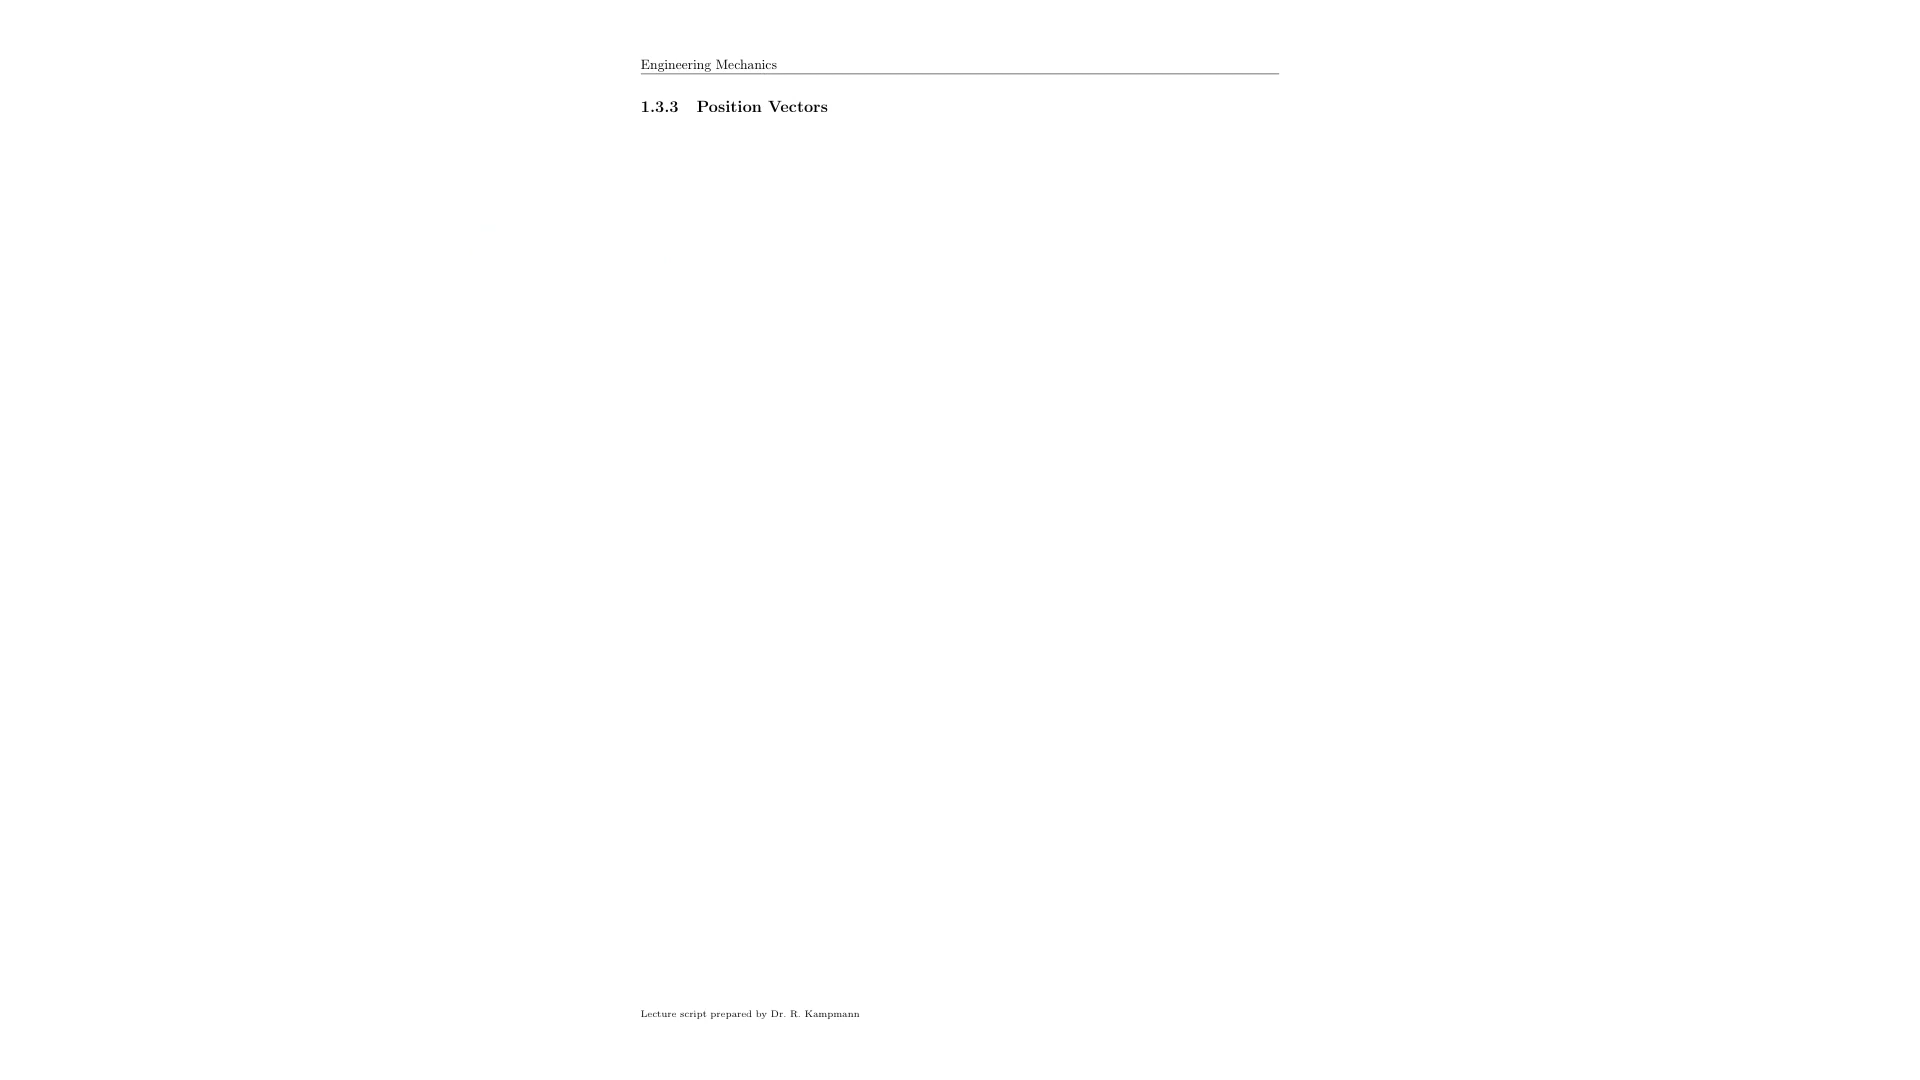 Engineering Mechanics
1.3.3 Position Vectors
Lecture script prepared by Dr. R. Kampmann